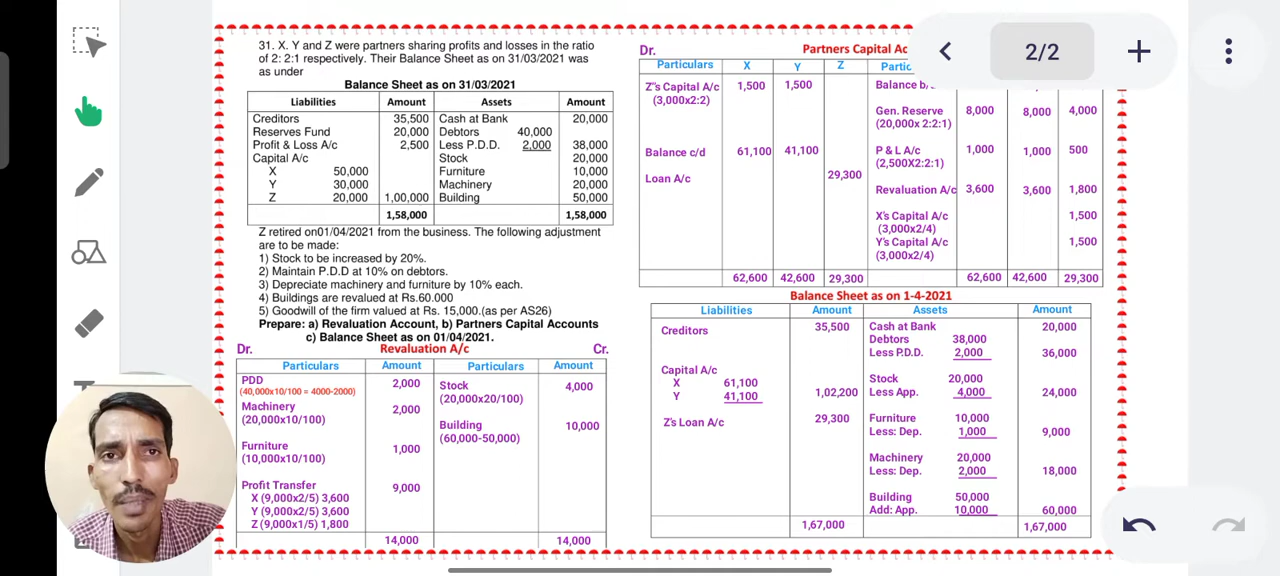 2/2
31. X, Y and Z were partners sharing profits and losses in the ratio
of 2: 2:1 respectively. Their Balance Sheet as on 31/03/2021 was
as under
Balance Sheet as on 31/03/2021
Liabilities Amount Assets Amount
Creditors 35,500 Cash at Bank 20,000
Reserves Fund 20,000 Debtors 40,000
Profit & Loss A/c 2,500 Less P.D.D. 2,000 38,000
Capital A/c Stock 20,000
X 50,000 Furniture 10,000
Y 30,000 Machinery 20,000
Z 20,000 1,00,000 Building 50,000
1,58,000 1,58,000
Z retired on01/04/2021 from the business. The following adjustment
are to be made:
1) Stock to be increased by 20%.
2) Maintain P.D.D at 10% on debtors.
3) Depreciate machinery and furniture by 10% each.
4) Buildings are revalued at Rs.60.000
5) Goodwill of the firm valued at Rs. 15,000.(as per AS26)
Prepare: a) Revaluation Account, b) Partners Capital Accounts
c) Balance Sheet as on 01/04/2021.
Dr. Revaluation A/c Cr.
Particulars Amount Particulars Amount
PDD 2,000 Stock 4,000
(40,000x10/100 = 4000-2000) (20,000x20/100)
Machinery 2,000
(20,000x10/100) Building 10,000
(60,000-50,000)
Furniture 1,000
(10,000x10/100)
Profit Transfer 9,000
X (9,000x2/5) 3,600
Y (9,000x2/5) 3,600
Z (9,000x1/5) 1,800
14,000 14,000
Dr. Partners Capital Ac
Particulars X Y Z Partic
Z"s Capital A/c 1,500 1,500 Balance b/
(3,000x2:2)
Gen. Reserve 8,000 8,000 4,000
(20,000x 2:2:1)
Balance c/d 61,100 41,100 P & L A/c 1,000 1,000 500
(2,500X2:2:1)
Loan A/c 29,300
Revaluation A/c 3,600 3,600 1,800
X's Capital A/c 1,500
(3,000x2/4)
Y's Capital A/c 1,500
(3,000x2/4)
62,600 42,600 29,300 62,600 42,600 29,300
Balance Sheet as on 1-4-2021
Liabilities Amount Assets Amount
Creditors 35,500 Cash at Bank 20,000
Debtors 38,000
Less P.D.D. 2,000 36,000
Capital A/c
X 61,100 Stock 20,000
Y 41,100 1,02,200 Less App. 4,000 24,000
Z's Loan A/c 29,300 Furniture 10,000
Less: Dep. 1,000 9,000
Machinery 20,000
Less: Dep. 2,000 18,000
Building 50,000
Add: App. 10,000 60,000
1,67,000 1,67,000